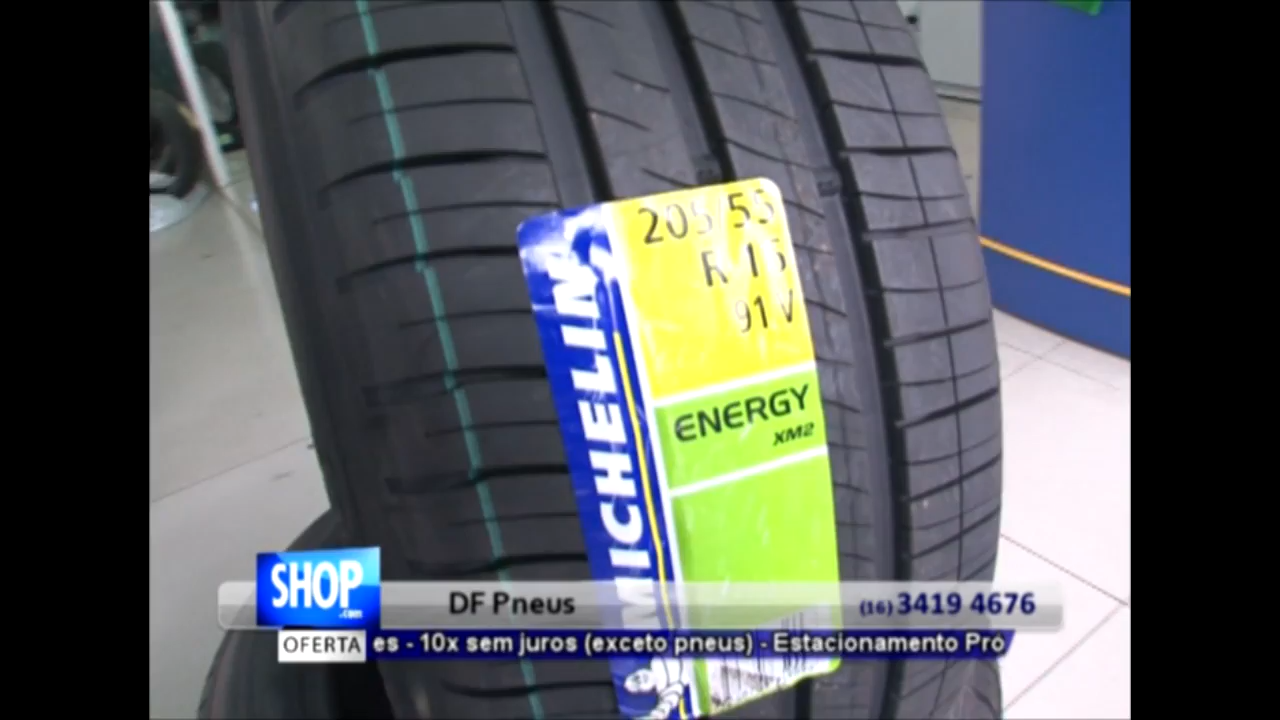 205/55
R 15
91 V
ENERGY
XM2
MICHELIN
SHOP
.com
DF Pneus
(16) 3419 4676
OFERTA
es - 10x sem juros (exceto pneus) - Estacionamento Pró